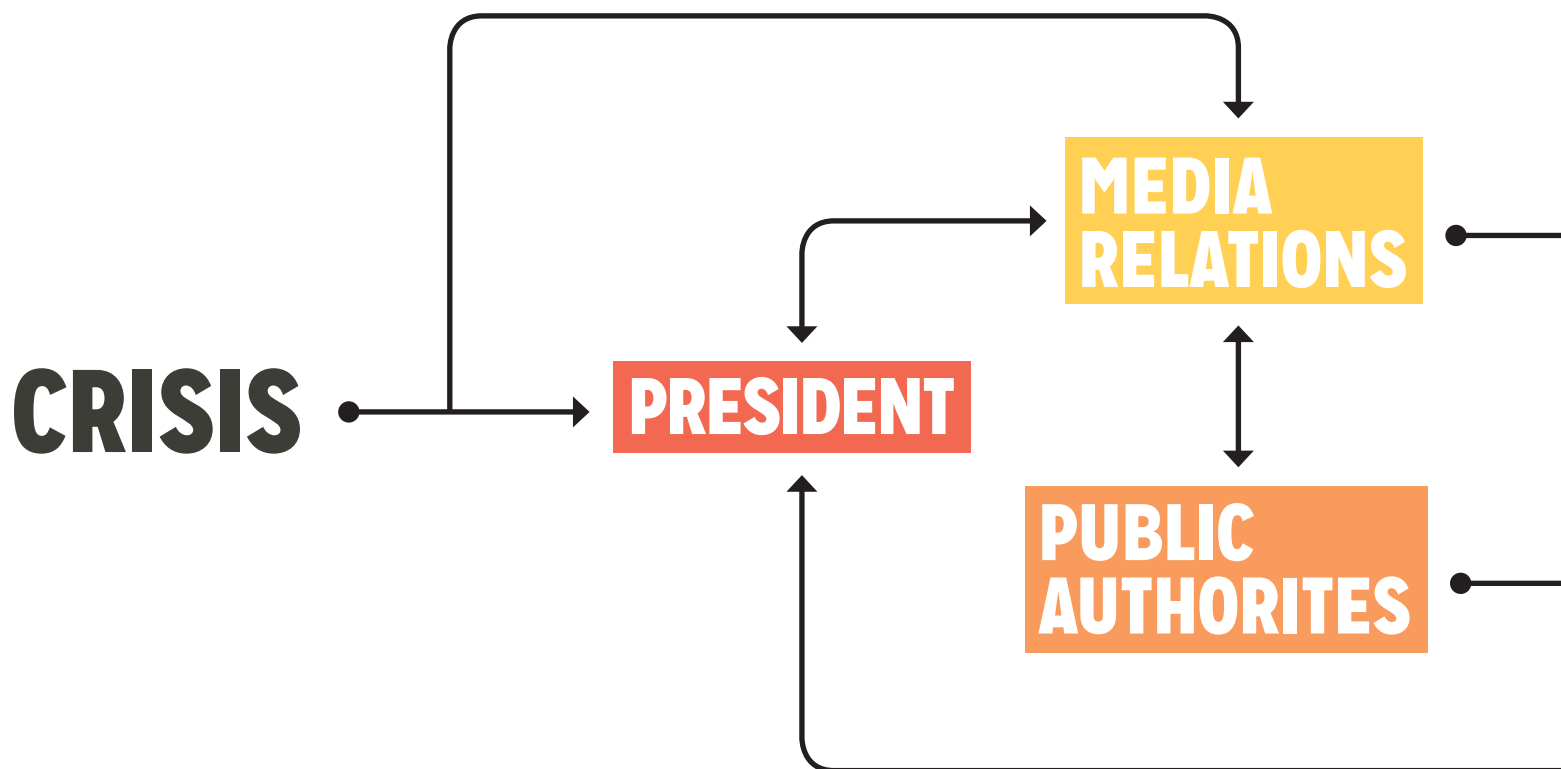 CRISIS
PRESIDENT
MEDIA
RELATIONS
PUBLIC
AUTHORITES